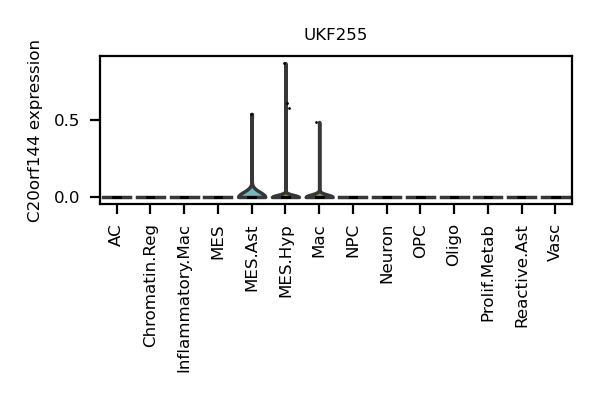 UKF255
C20orf144 expression
0.5
0.0
AC
Chromatin.Reg
Inflammatory.Mac
MES
MES.Ast
MES.Hyp
Mac
NPC
Neuron
OPC
Oligo
Prolif.Metab
Reactive.Ast
Vasc